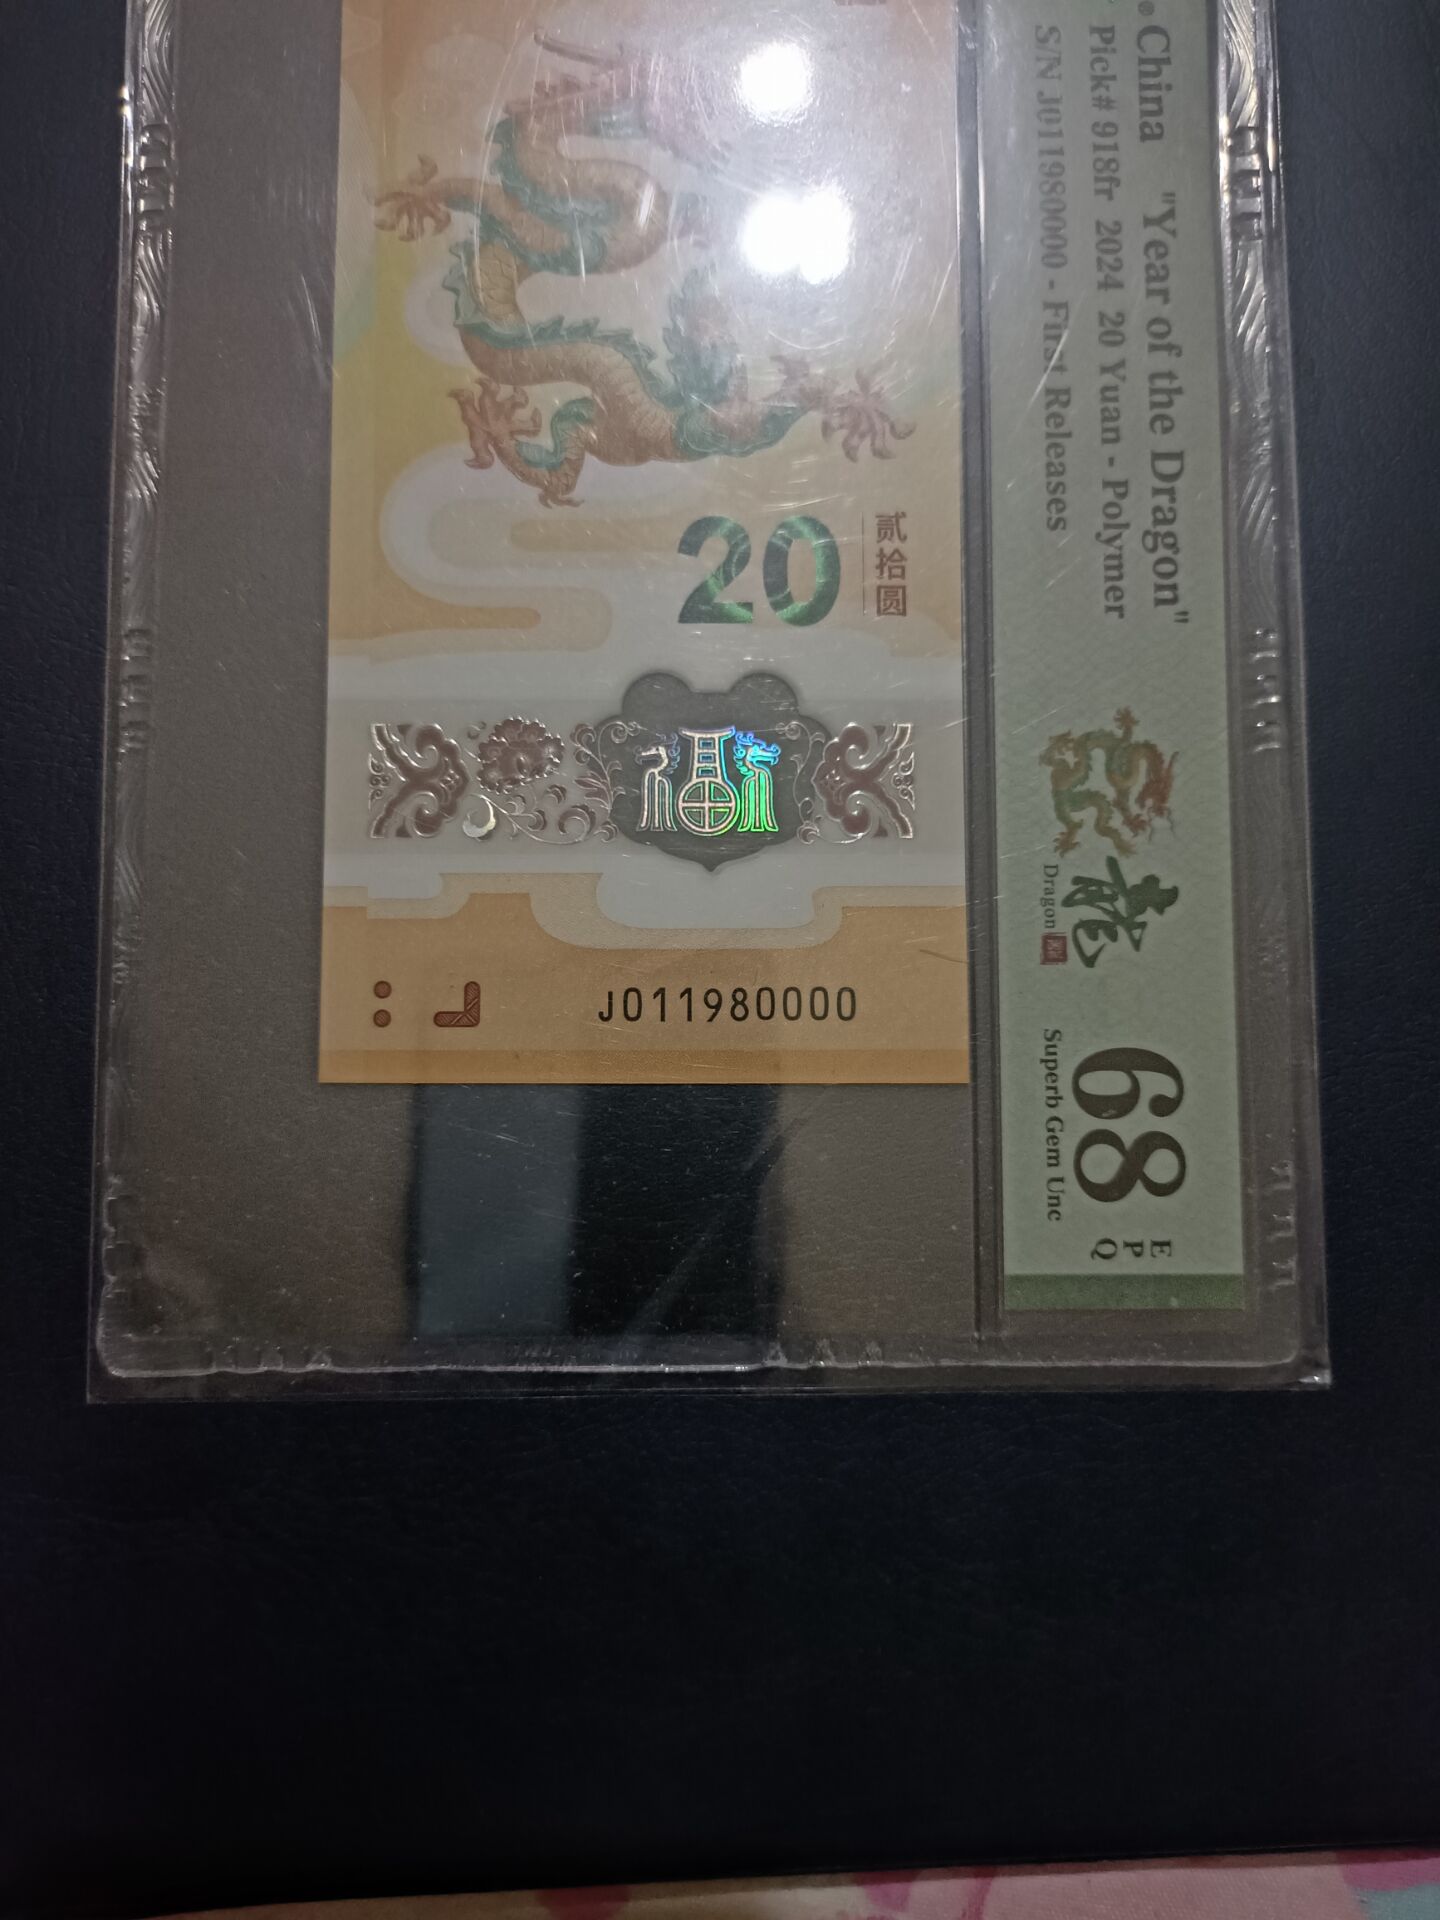 China "Year of the Dragon"
Pick# 918fr 2024 20 Yuan - Polymer
S/N J011980000 - First Releases
龍
Dragon
68
EPQ
Superb Gem Unc
贰拾圆
20
J011980000